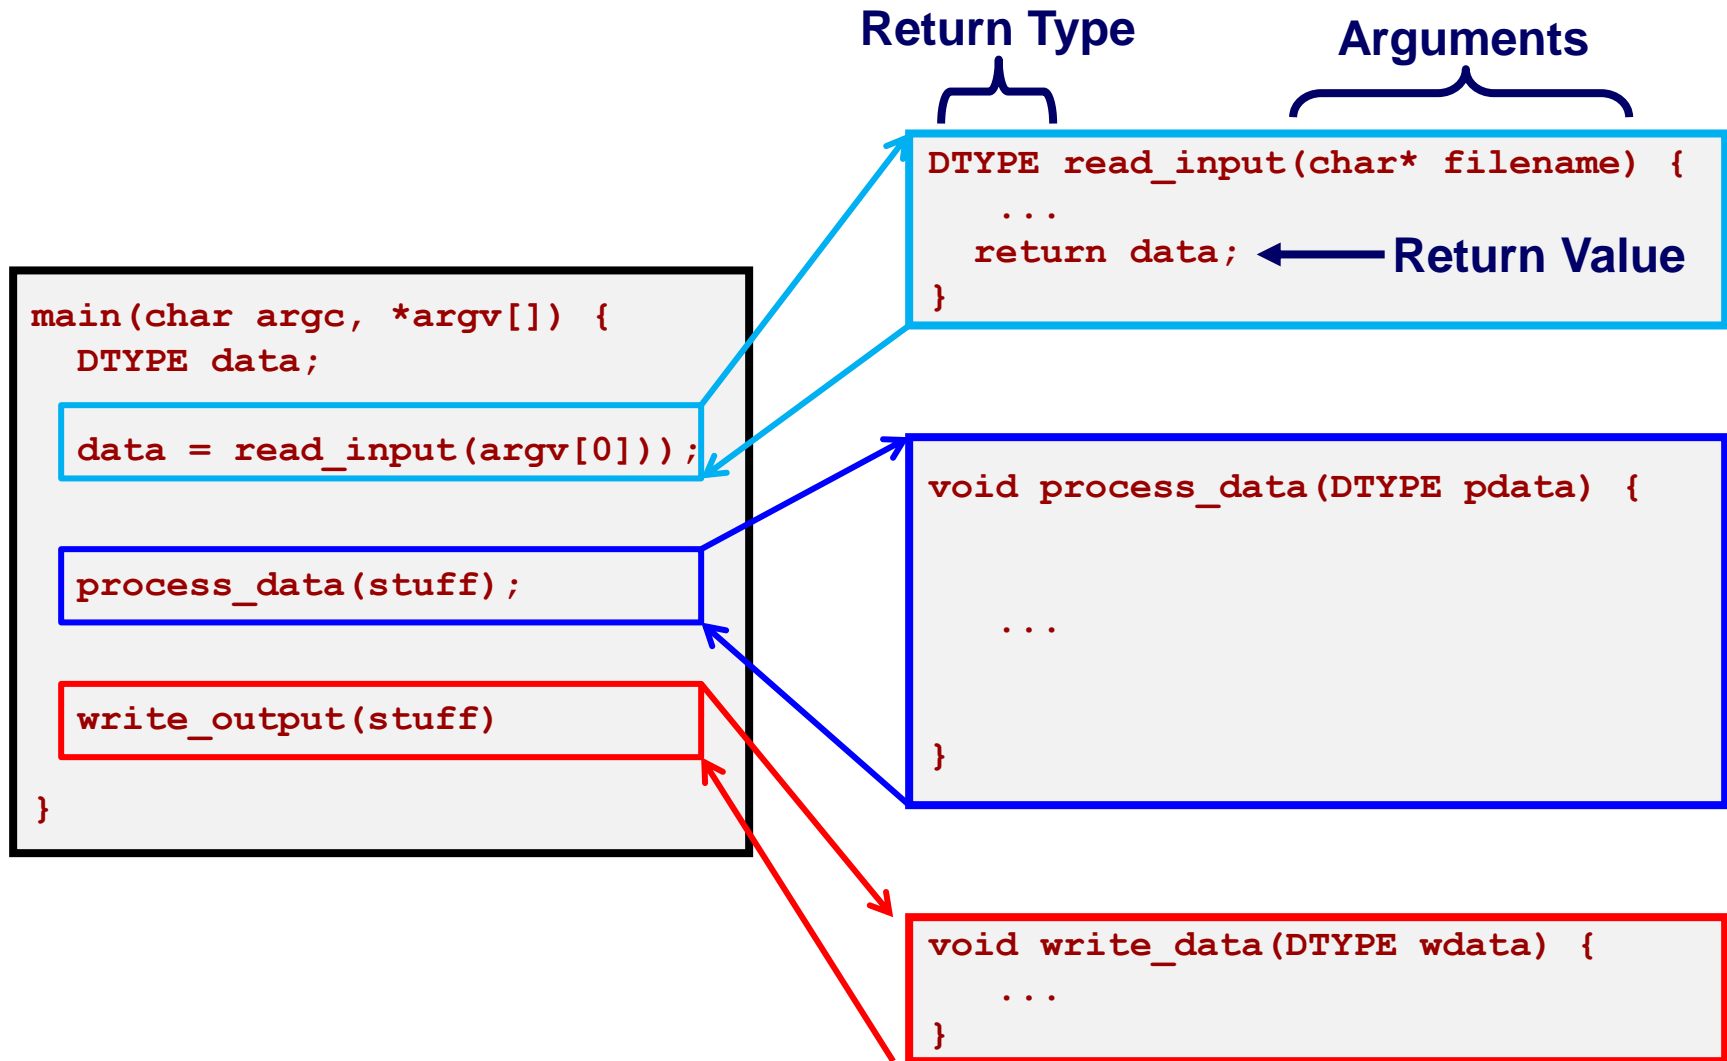 Return Type
Arguments
DTYPE read_input(char* filename) {
...
return data;
Return Value
}
main(char argc, *argv[]) {
DTYPE data;
data = read_input(argv[0]));
process_data(stuff);
write_output(stuff)
}
void process_data(DTYPE pdata) {
...
}
void write_data(DTYPE wdata) {
...
}